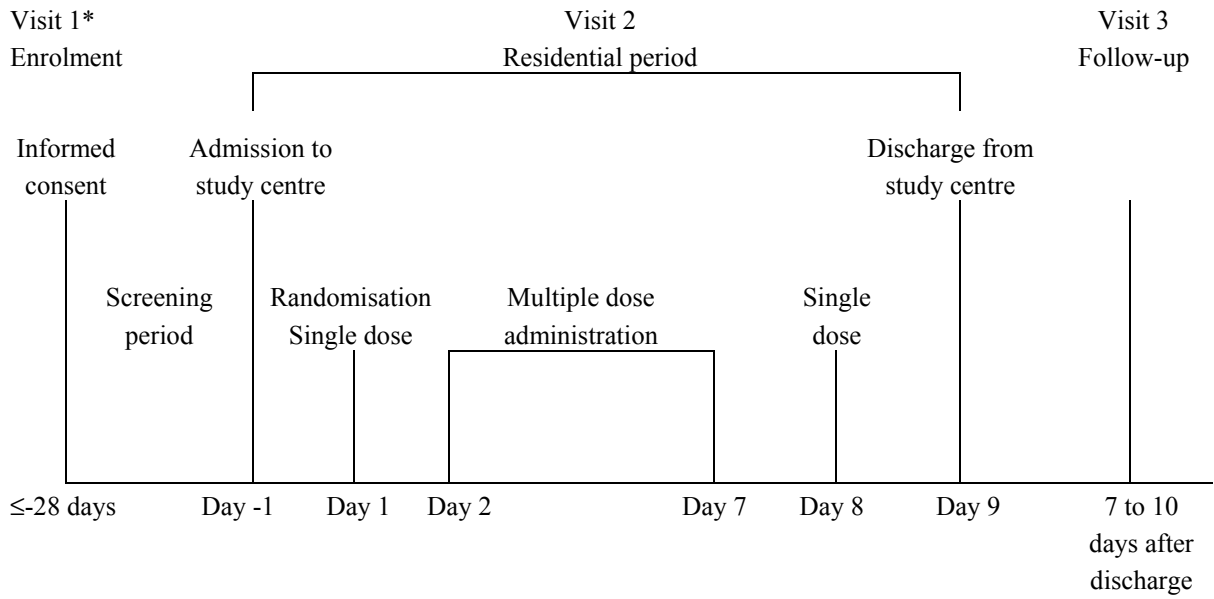 Visit 1*
Enrolment
Visit 2
Residential period
Visit 3
Follow-up
Informed
consent
Admission to
study centre
Discharge from
study centre
Screening
period
Randomisation
Single dose
Multiple dose
administration
Single
dose
≤-28 days
Day -1
Day 1
Day 2
Day 7
Day 8
Day 9
7 to 10
days after
discharge